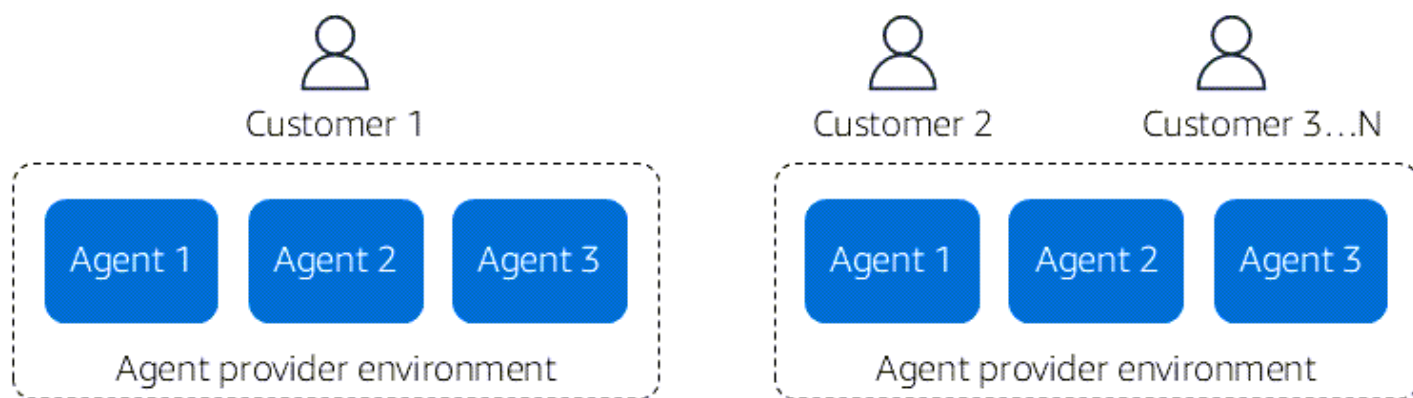 Customer 1
Customer 2
Customer 3...N
Agent 1
Agent 2
Agent 3
Agent provider environment
Agent 1
Agent 2
Agent 3
Agent provider environment